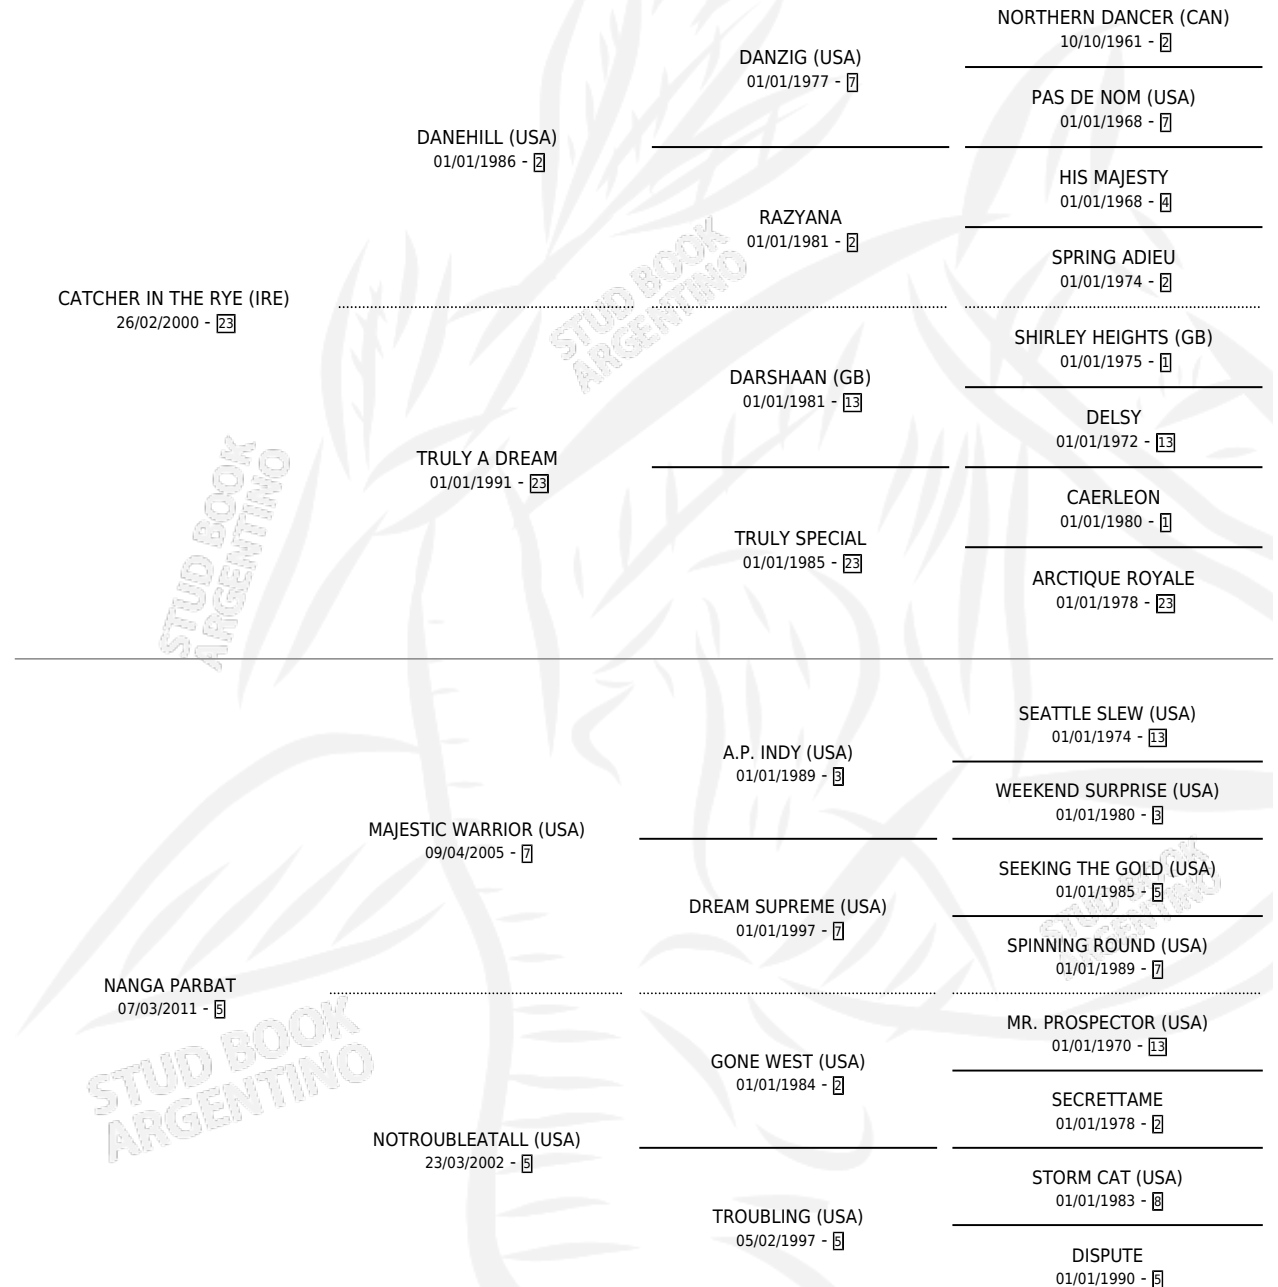 NORTHERN DANCER (CAN)
10/10/1961 - 2
DANZIG (USA)
01/01/1977 - 7
PAS DE NOM (USA)
01/01/1968 - 7
DANEHILL (USA)
01/01/1986 - 2
HIS MAJESTY
01/01/1968 - 4
RAZYANA
01/01/1981 - 2
SPRING ADIEU
01/01/1974 - 2
CATCHER IN THE RYE (IRE)
26/02/2000 - 23
SHIRLEY HEIGHTS (GB)
01/01/1975 - 1
DARSHAAN (GB)
01/01/1981 - 13
DELSY
01/01/1972 - 13
TRULY A DREAM
01/01/1991 - 23
CAERLEON
01/01/1980 - 1
TRULY SPECIAL
01/01/1985 - 23
ARCTIQUE ROYALE
01/01/1978 - 23
STUD BOOK
ARGENTINO
STUD BOOK
ARGENTINO
SEATTLE SLEW (USA)
01/01/1974 - 13
A.P. INDY (USA)
01/01/1989 - 3
WEEKEND SURPRISE (USA)
01/01/1980 - 3
MAJESTIC WARRIOR (USA)
09/04/2005 - 7
SEEKING THE GOLD (USA)
01/01/1985 - 5
DREAM SUPREME (USA)
01/01/1997 - 7
SPINNING ROUND (USA)
01/01/1989 - 7
STUD BOOK
ARGENTINO
NANGA PARBAT
07/03/2011 - 5
MR. PROSPECTOR (USA)
01/01/1970 - 13
GONE WEST (USA)
01/01/1984 - 2
SECRETTAME
01/01/1978 - 2
STUD BOOK
ARGENTINO
NOTROUBLEATALL (USA)
23/03/2002 - 5
STORM CAT (USA)
01/01/1983 - 8
TROUBLING (USA)
05/02/1997 - 5
DISPUTE
01/01/1990 - 5